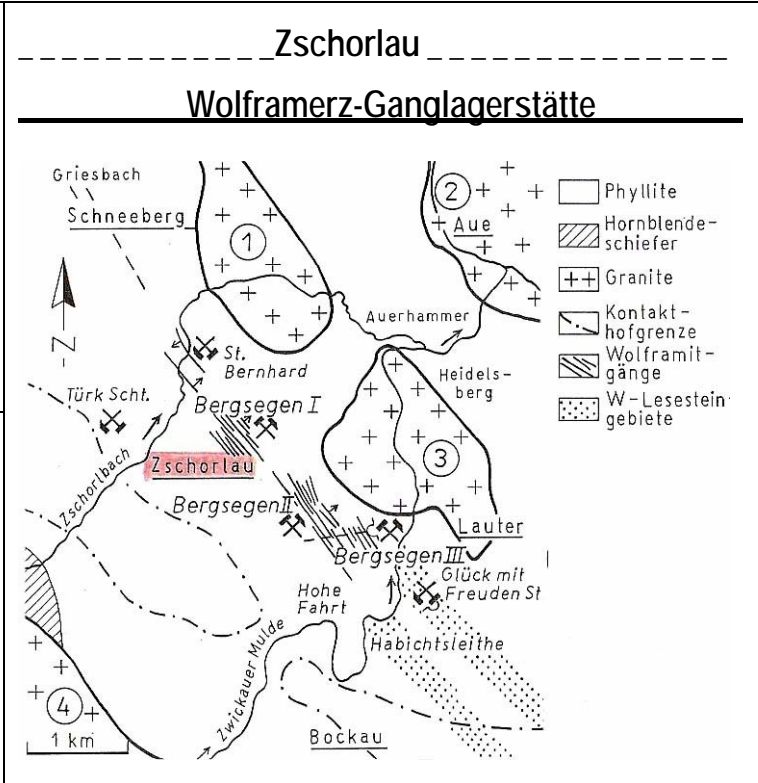 Zschorlau
Wolframerz-Ganglagerstätte
Griesbach
Schneeberg
1
2
Aue
N
Auerhammer
St.
Bernhard
Heidels-
berg
Türk Scht.
Bergsegen I
3
Zschorlau
Zschorlbach
Bergsegen II
Lauter
Bergsegen III
Glück mit
Freuden St
Hohe
Fahrt
Habichtsleithe
Zwickauer Mulde
4
1 km
Bockau
Phyllite
Hornblende-
schiefer
Granite
Kontakt-
hofgrenze
Wolframit-
gänge
W-Lesestein
gebiete